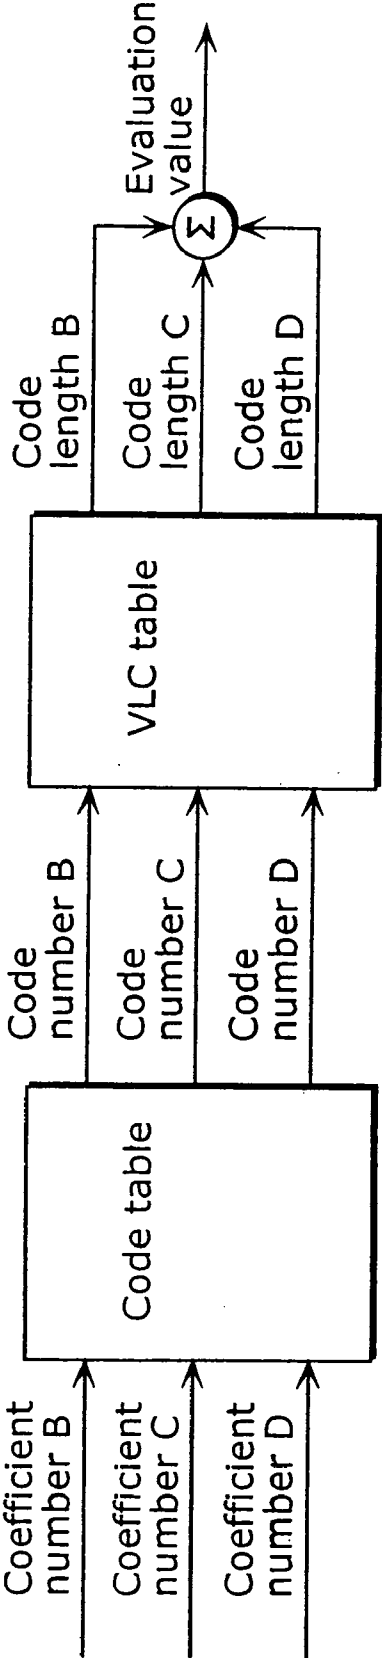 Coefficient
number B
Coefficient
number C
Coefficient
number D
Code table
Code
number B
Code
number C
Code
number D
VLC table
Code
length B
Code
length C
Code
length D
Σ
Evaluation
value